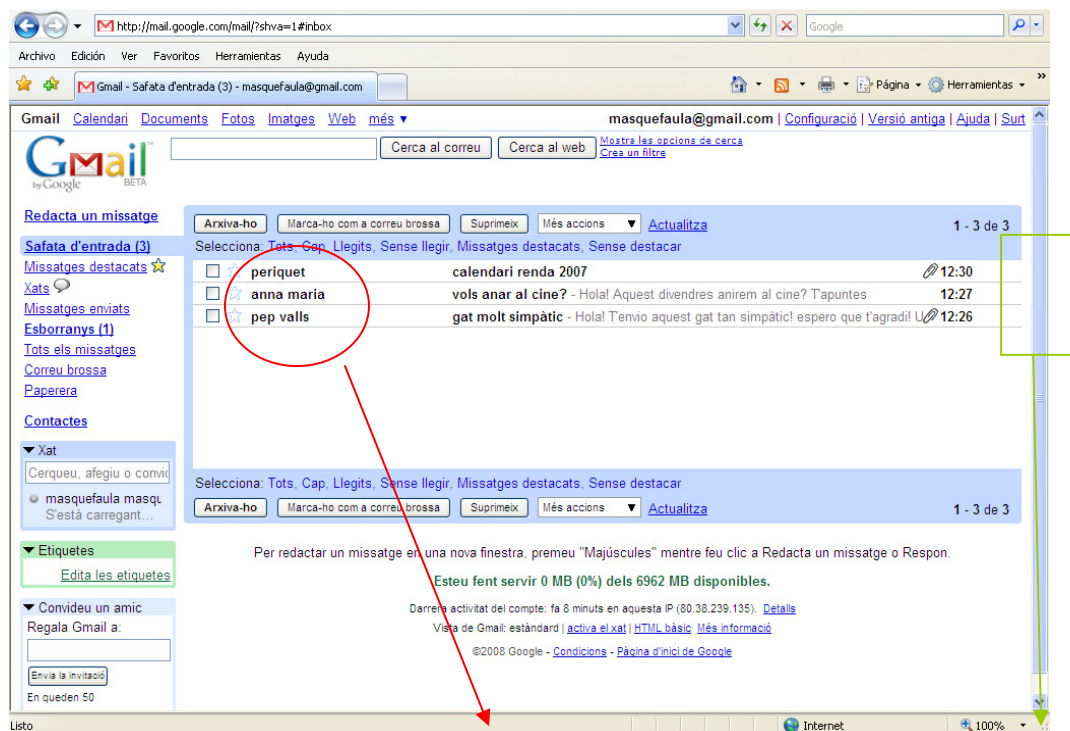 http://mail.google.com/mail/?shva=1#inbox
Google
Archivo Edición Ver Favoritos Herramientas Ayuda
Gmail - Safata d'entrada (3) - masquefaula@gmail.com
Página Herramientas »
Gmail Calendari Documents Fotos Imatges Web més ▼
masquefaula@gmail.com | Configuració | Versió antiga | Ajuda | Surt
Gmail
by Google BETA
Cerca al correu Cerca al web
Mostra les opcions de cerca
Crea un filtre
Redacta un missatge
Safata d'entrada (3)
Missatges destacats
Xats
Missatges enviats
Esborranys (1)
Tots els missatges
Correu brossa
Paperera
Contactes
Xat
Cerqueu, afegiu o convid
masquefaula masqu
S'està carregant...
Etiquetes
Edita les etiquetes
Convideu un amic
Regala Gmail a:
Envia la invitació
En queden 50
Arxiva-ho Marca-ho com a correu brossa Suprimeix Més accions ▼ Actualitza 1 - 3 de 3
Selecciona: Tots, Cap, Llegits, Sense llegir, Missatges destacats, Sense destacar
periquet calendari renda 2007 12:30
anna maria vols anar al cine? - Hola! Aquest divendres anirem al cine? T'apuntes 12:27
pep valls gat molt simpàtic - Hola! T'envio aquest gat tan simpàtic! espero que t'agradi! U 12:26
Selecciona: Tots, Cap, Llegits, Sense llegir, Missatges destacats, Sense destacar
Arxiva-ho Marca-ho com a correu brossa Suprimeix Més accions ▼ Actualitza 1 - 3 de 3
Per redactar un missatge en una nova finestra, premeu "Majúscules" mentre feu clic a Redacta un missatge o Respon.
Esteu fent servir 0 MB (0%) dels 6962 MB disponibles.
Darrera activitat del compte: fa 8 minuts en aquesta IP (80.38.239.135). Detalls
Vista de Gmail: estàndard | activa el xat | HTML bàsic Més informació
©2008 Google - Condicions - Pàgina d'inici de Google
Listo Internet 100%